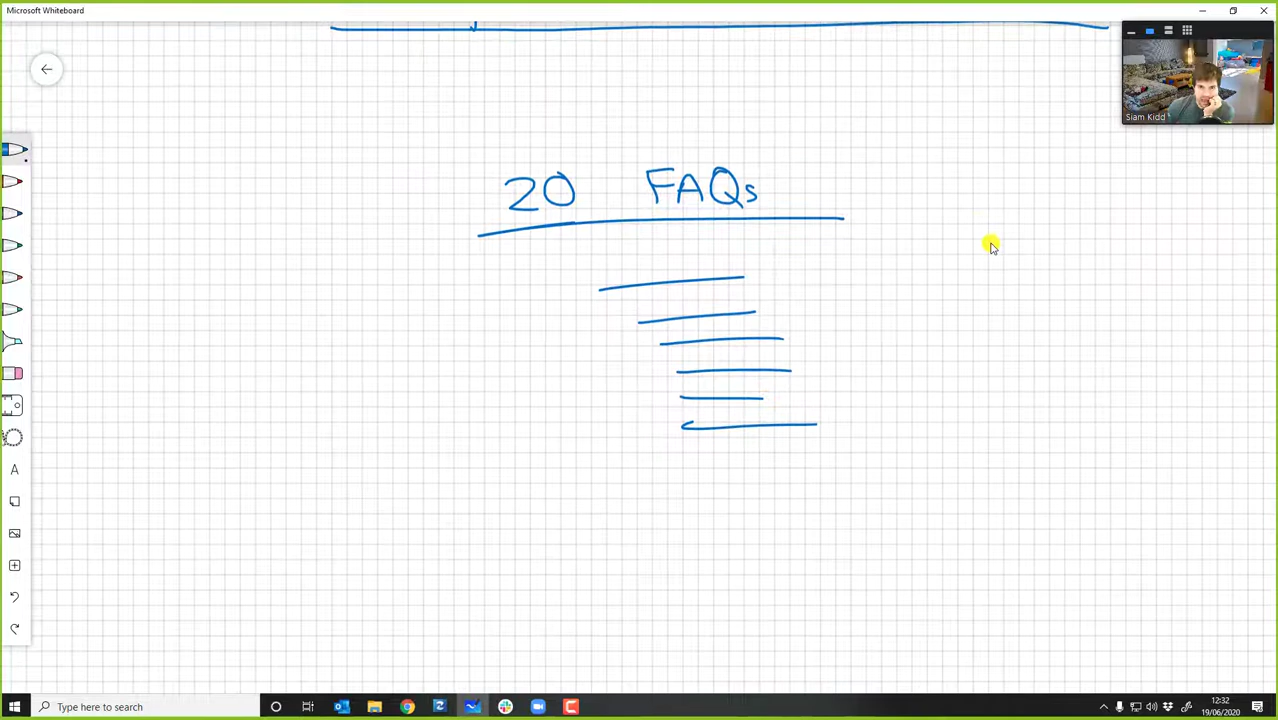 Microsoft Whiteboard
Siam Kidd
20 FAQs
A
Type here to search
12:32
19/06/2020